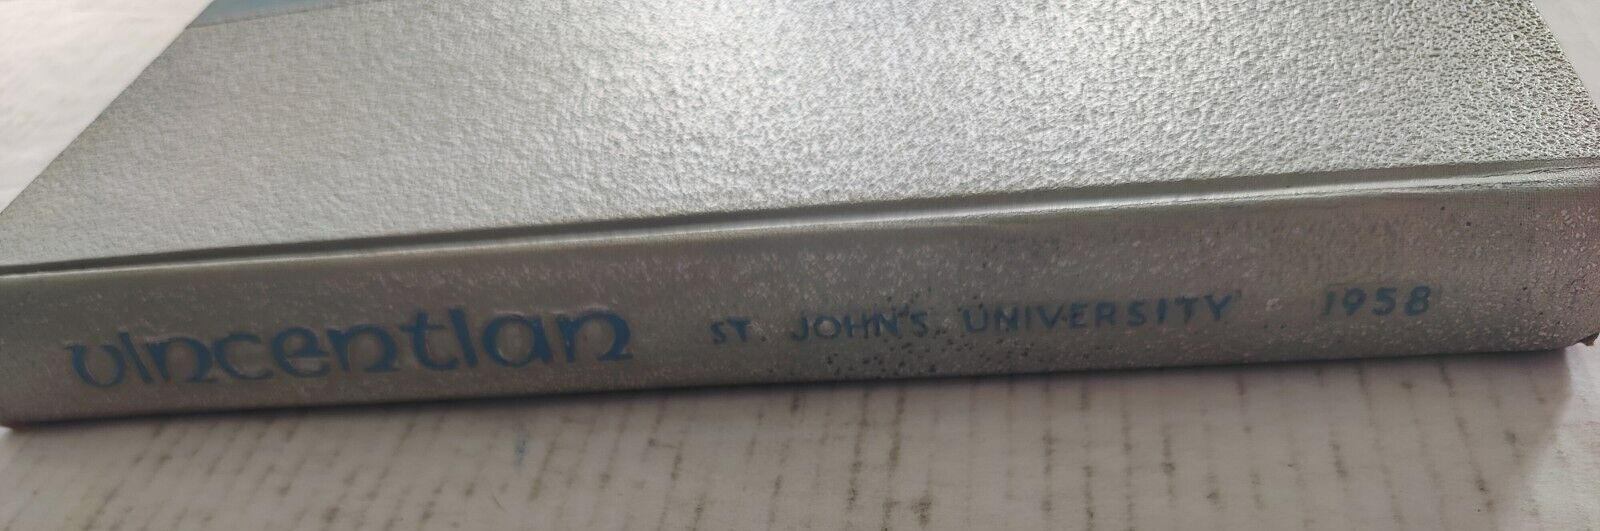 vincentian ST. JOHN'S UNIVERSITY 1958